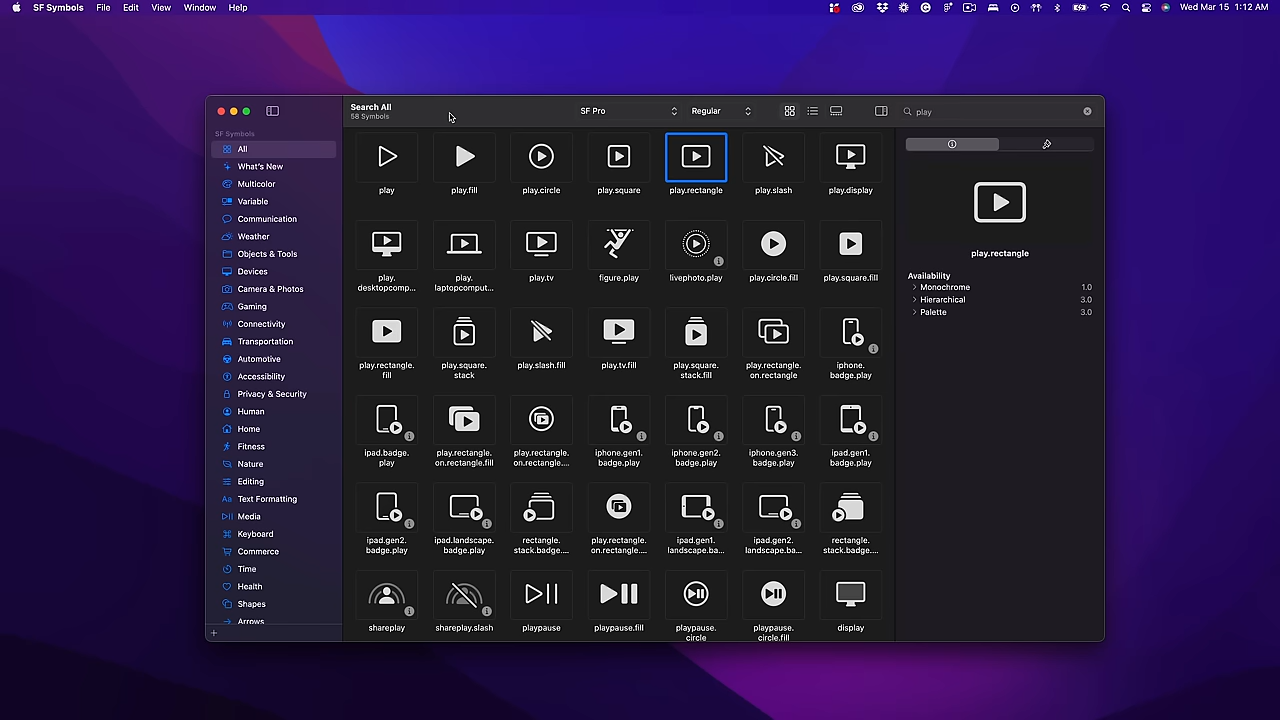 SF Symbols File Edit View Window Help
Wed Mar 15 1:12 AM
Search All
58 Symbols
SF Pro
Regular
play
SF Symbols
All
What's New
Multicolor
Variable
Communication
Weather
Objects & Tools
Devices
Camera & Photos
Gaming
Connectivity
Transportation
Automotive
Accessibility
Privacy & Security
Human
Home
Fitness
Nature
Editing
Aa Text Formatting
Media
Keyboard
Commerce
Time
Health
Shapes
Arrows
play
play.fill
play.circle
play.square
play.rectangle
play.slash
play.display
play.
desktopcomp...
play.
laptopcomput...
play.tv
figure.play
livephoto.play
play.circle.fill
play.square.fill
play.rectangle.
fill
play.square.
stack
play.slash.fill
play.tv.fill
play.square.
stack.fill
play.rectangle.
on.rectangle
iphone.
badge.play
ipad.badge.
play
play.rectangle.
on.rectangle.fill
play.rectangle.
on.rectangle....
iphone.gen1.
badge.play
iphone.gen2.
badge.play
iphone.gen3.
badge.play
ipad.gen1.
badge.play
ipad.gen2.
badge.play
ipad.landscape.
badge.play
rectangle.
stack.badge....
play.rectangle.
on.rectangle....
ipad.gen1.
landscape.ba...
ipad.gen2.
landscape.ba...
rectangle.
stack.badge....
shareplay
shareplay.slash
playpause
playpause.fill
playpause.
circle
playpause.
circle.fill
display
play.rectangle
Availability
Monochrome 1.0
Hierarchical 3.0
Palette 3.0